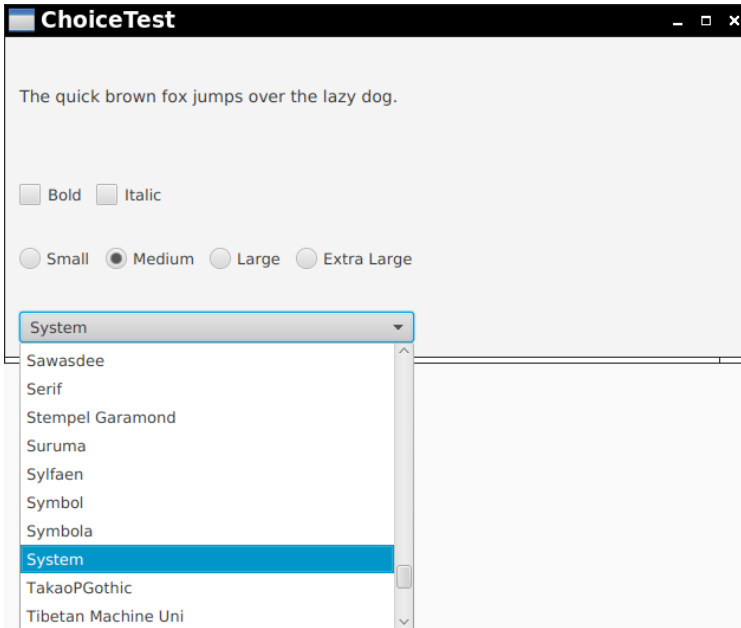 ChoiceTest
The quick brown fox jumps over the lazy dog.
Bold Italic
Small Medium Large Extra Large
System
Sawasdee
Serif
Stempel Garamond
Suruma
Sylfaen
Symbol
Symbola
System
TakaoPGothic
Tibetan Machine Uni